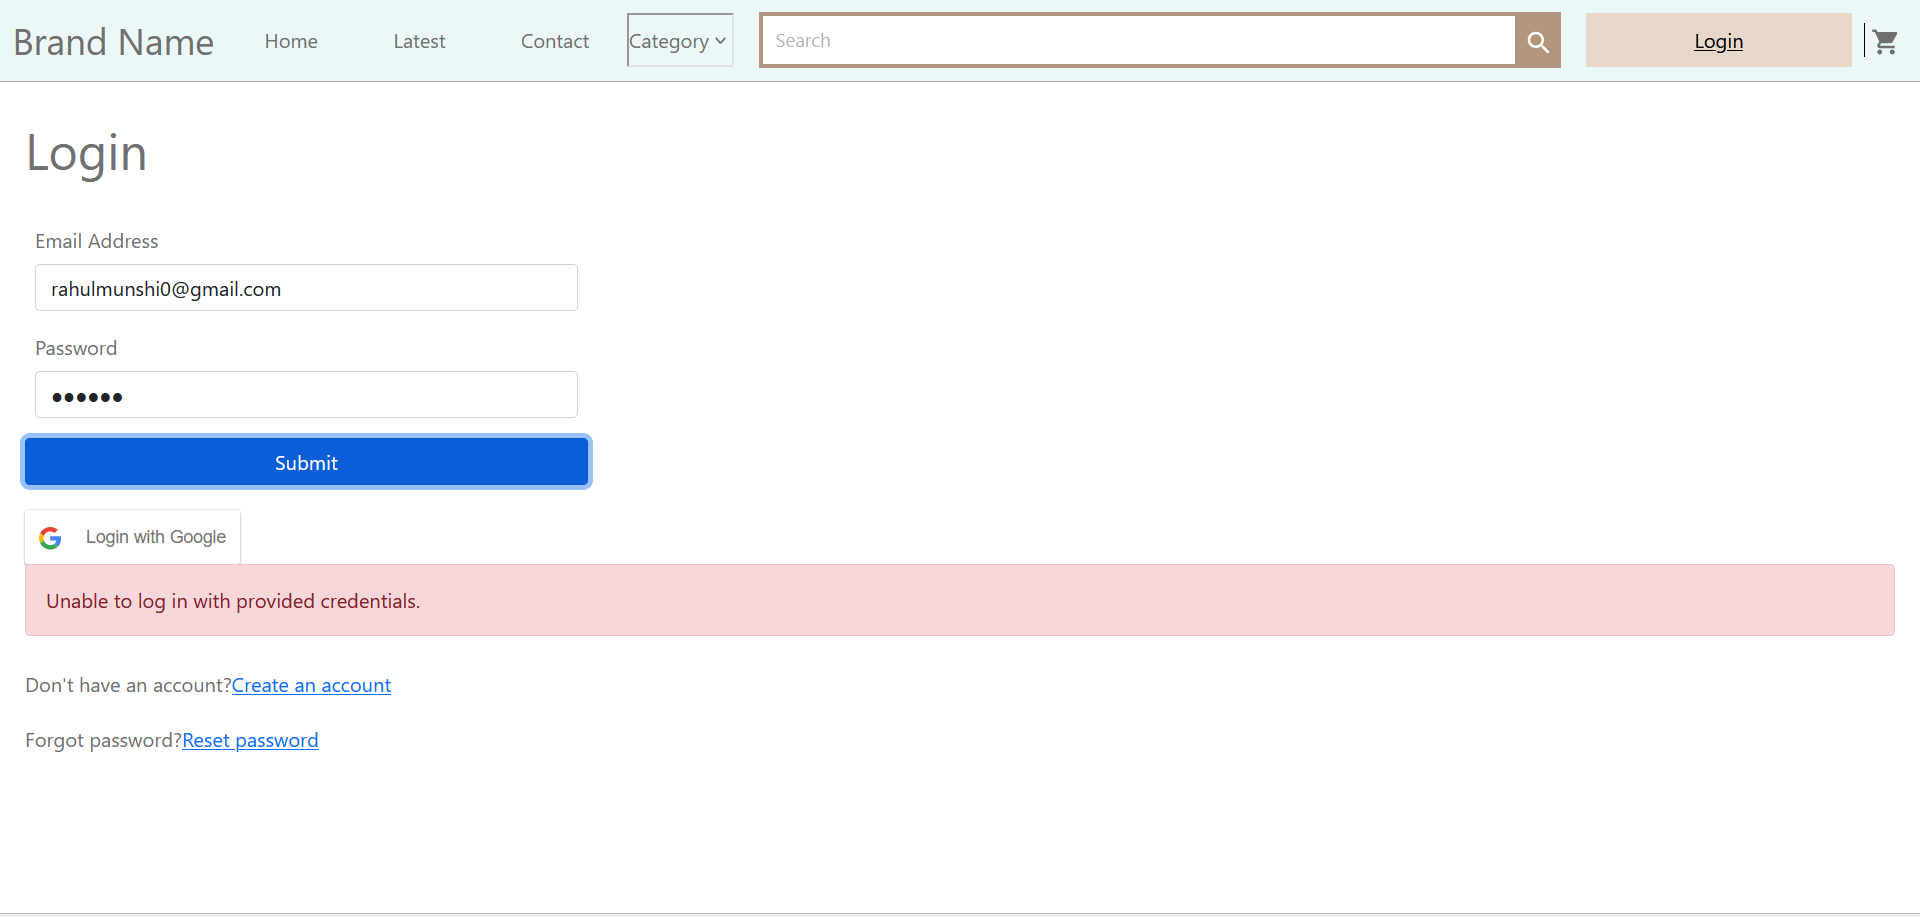 Brand Name Home Latest Contact Category Search Login
Login
Email Address
rahulmunshi0@gmail.com
Password
••••••
Submit
Login with Google
Unable to log in with provided credentials.
Don't have an account?Create an account
Forgot password?Reset password